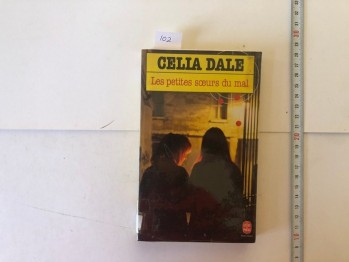 102
CELIA DALE
Les petites sœurs du mal